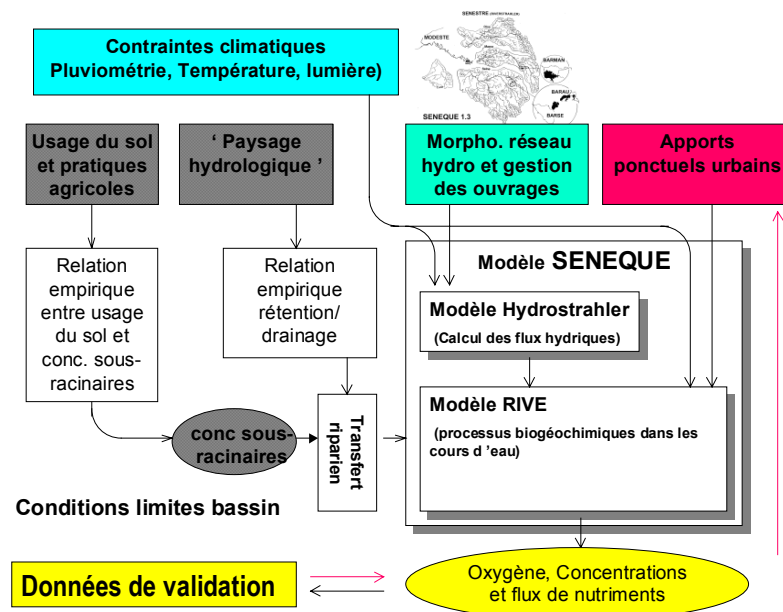 Contraintes climatiques
Pluviométrie, Température, lumière)
SENESTRE
MODESTE
BARMAN
BARAU
BARBE
SENEQUE 1.3
Usage du sol
et pratiques
agricoles
‘ Paysage
hydrologique ’
Morpho. réseau
hydro et gestion
des ouvrages
Apports
ponctuels urbains
Relation
empirique
entre usage
du sol et
conc. sous-
racinaires
Relation
empirique
rétention/
drainage
Modèle SENEQUE
Modèle Hydrostrahler
(Calcul des flux hydriques)
Modèle RIVE
(processus biogéochimiques dans les
cours d ’eau)
conc sous-
racinaires
Transfert
riparien
Conditions limites bassin
Données de validation
Oxygène, Concentrations
et flux de nutriments